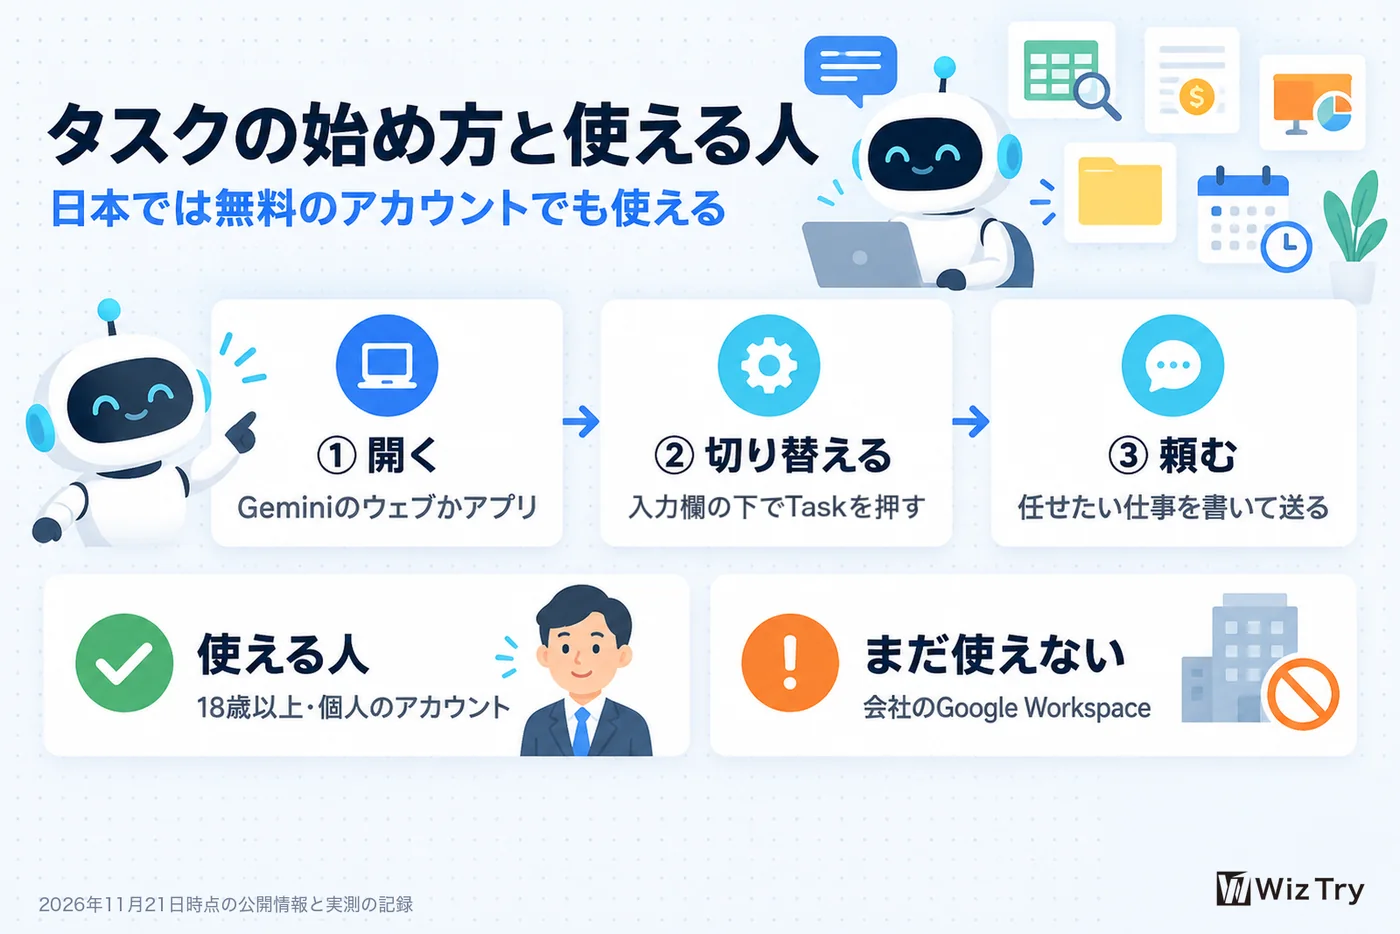 タスクの始め方と使える人
日本では無料のアカウントでも使える
$
① 開く
Geminiのウェブかアプリ
② 切り替える
入力欄の下でTaskを押す
③ 頼む
任せたい仕事を書いて送る
使える人
18歳以上・個人のアカウント
まだ使えない
会社のGoogle Workspace
2026年11月21日時点の公開情報と実測の記録
W Wiz Try